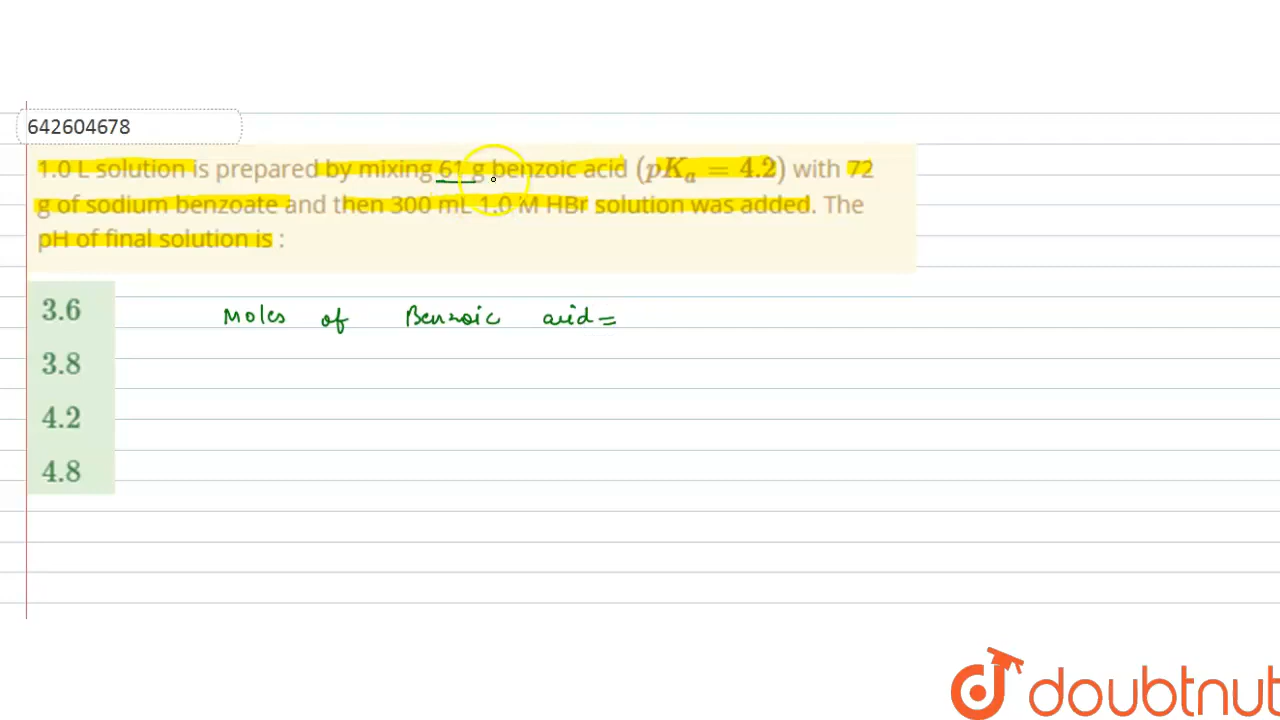 642604678
1.0 L solution is prepared by mixing 61 g benzoic acid (pKₐ = 4.2) with 72
g of sodium benzoate and then 300 mL 1.0 M HBr solution was added. The
pH of final solution is :
3.6
Moles of Benzoic acid =
3.8
4.2
4.8
doubtnut